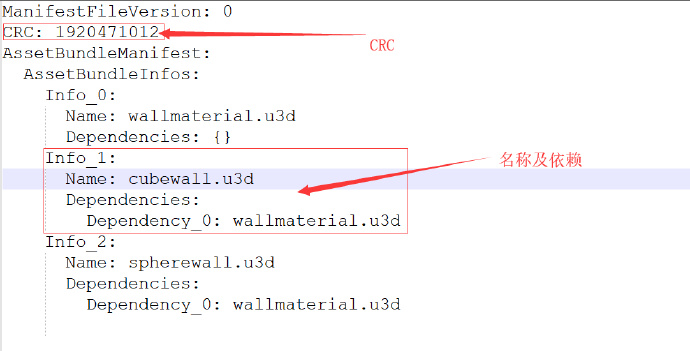 ManifestFileVersion: 0
CRC: 1920471012
CRC
AssetBundleManifest:
AssetBundleInfos:
Info_0:
Name: wallmaterial.u3d
Dependencies: {}
Info_1:
名称及依赖
Name: cubewall.u3d
Dependencies:
Dependency_0: wallmaterial.u3d
Info_2:
Name: spherewall.u3d
Dependencies:
Dependency_0: wallmaterial.u3d